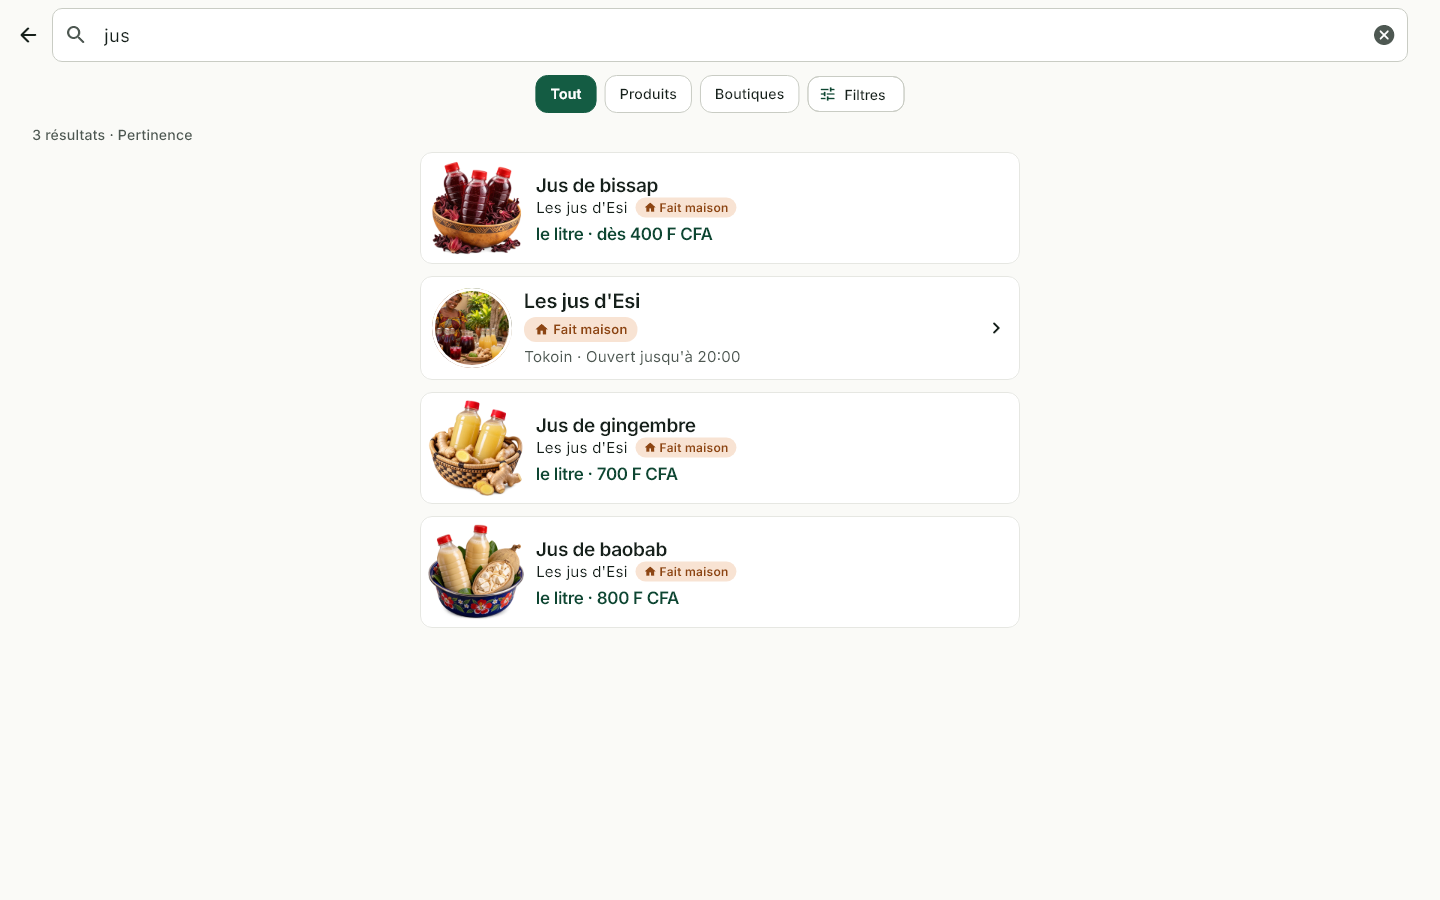 jus
Tout
Produits
Boutiques
Filtres
3 résultats · Pertinence
Jus de bissap
Les jus d'Esi
Fait maison
le litre · dès 400 F CFA
Les jus d'Esi
Fait maison
Tokoin · Ouvert jusqu'à 20:00
Jus de gingembre
Les jus d'Esi
Fait maison
le litre · 700 F CFA
Jus de baobab
Les jus d'Esi
Fait maison
le litre · 800 F CFA